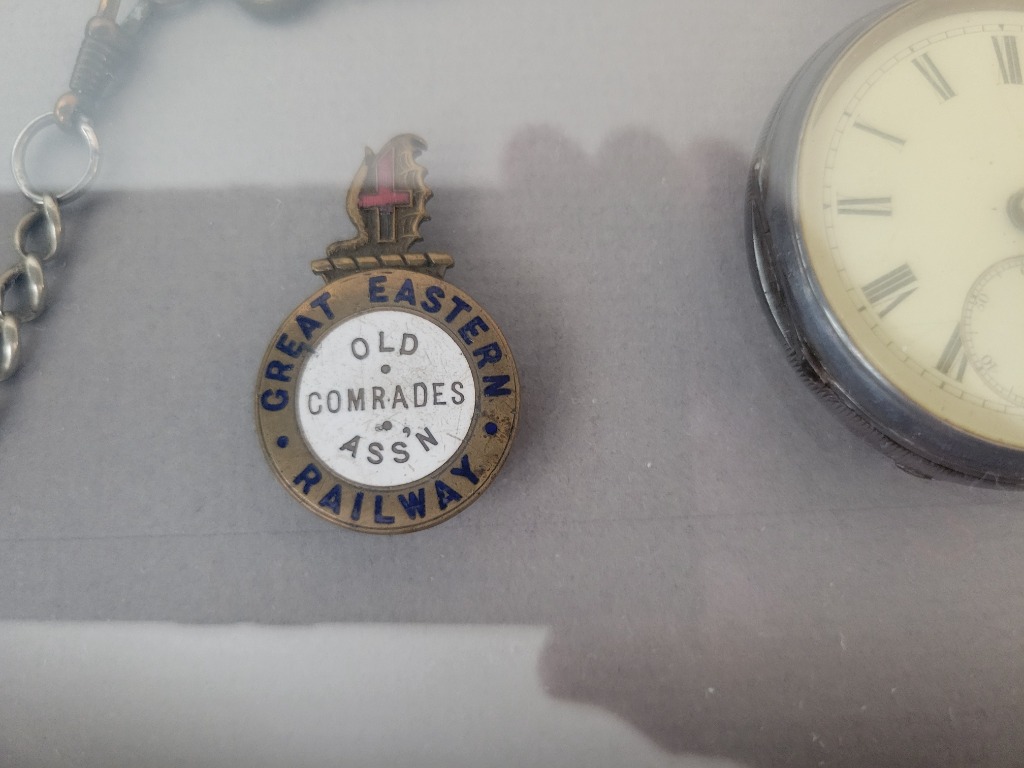 GREAT EASTERN
OLD
COMRADES
ASS'N
RAILWAY